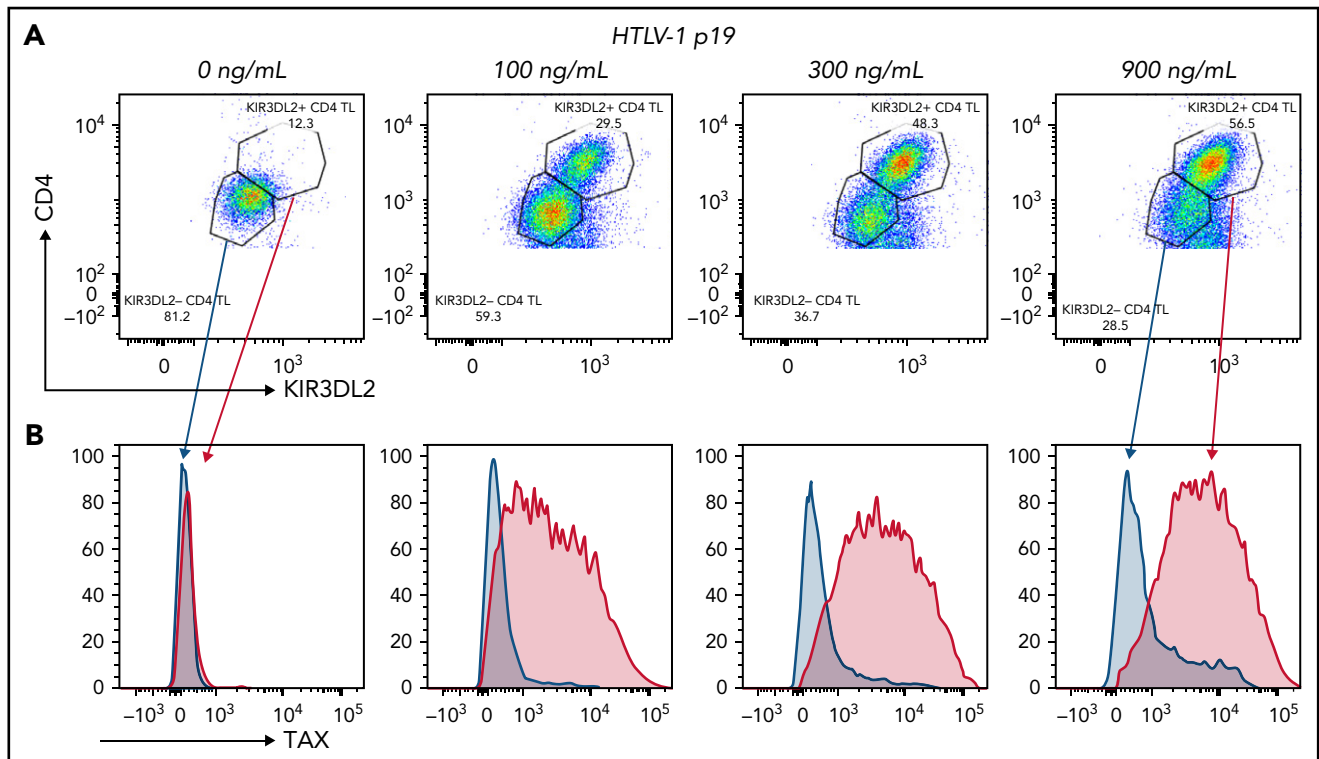 A
HTLV-1 p19
0 ng/mL
100 ng/mL
300 ng/mL
900 ng/mL
CD4
KIR3DL2
10⁴
10³
10²
0
−10²
KIR3DL2+ CD4 TL
12.3
KIR3DL2− CD4 TL
81.2
0
10³
10⁴
10³
10²
0
−10²
KIR3DL2+ CD4 TL
29.5
KIR3DL2− CD4 TL
59.3
0
10³
10⁴
10³
10²
0
−10²
KIR3DL2+ CD4 TL
48.3
KIR3DL2− CD4 TL
36.7
0
10³
10⁴
10³
10²
0
−10²
KIR3DL2+ CD4 TL
56.5
KIR3DL2− CD4 TL
28.5
0
10³
B
100
80
60
40
20
0
−10³ 0 10³ 10⁴ 10⁵
100
80
60
40
20
0
−10³ 0 10³ 10⁴ 10⁵
100
80
60
40
20
0
−10³ 0 10³ 10⁴ 10⁵
100
80
60
40
20
0
−10³ 0 10³ 10⁴ 10⁵
TAX